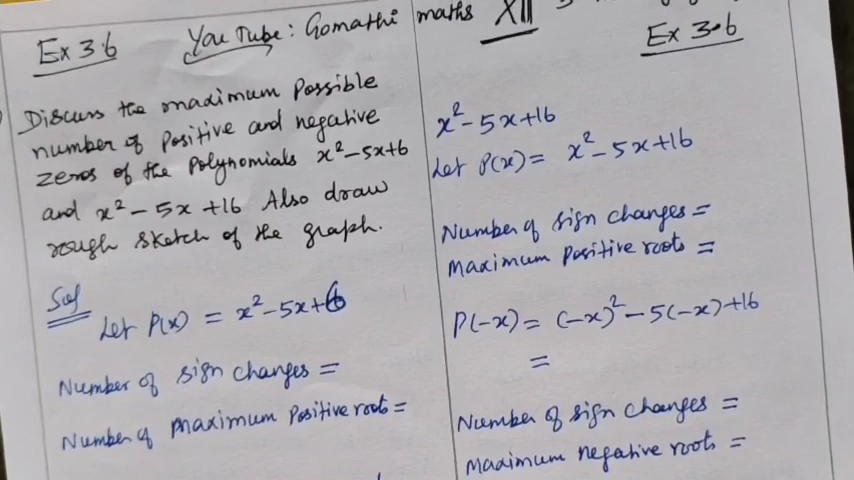 Ex 3.6 YouTube: Gomathi maths XII
Discuss the maximum possible
number of positive and negative
zeros of the polynomials x²-5x+6
and x²-5x+16 Also draw
rough sketch of the graph.
Sol
Let P(x) = x²-5x+6
Number of sign changes =
Number of maximum positive roots =
Ex 3.6
x²-5x+16
Let P(x) = x²-5x+16
Number of sign changes =
Maximum positive roots =
P(-x) = (-x)²-5(-x)+16
=
Number of sign changes =
Maximum negative roots =